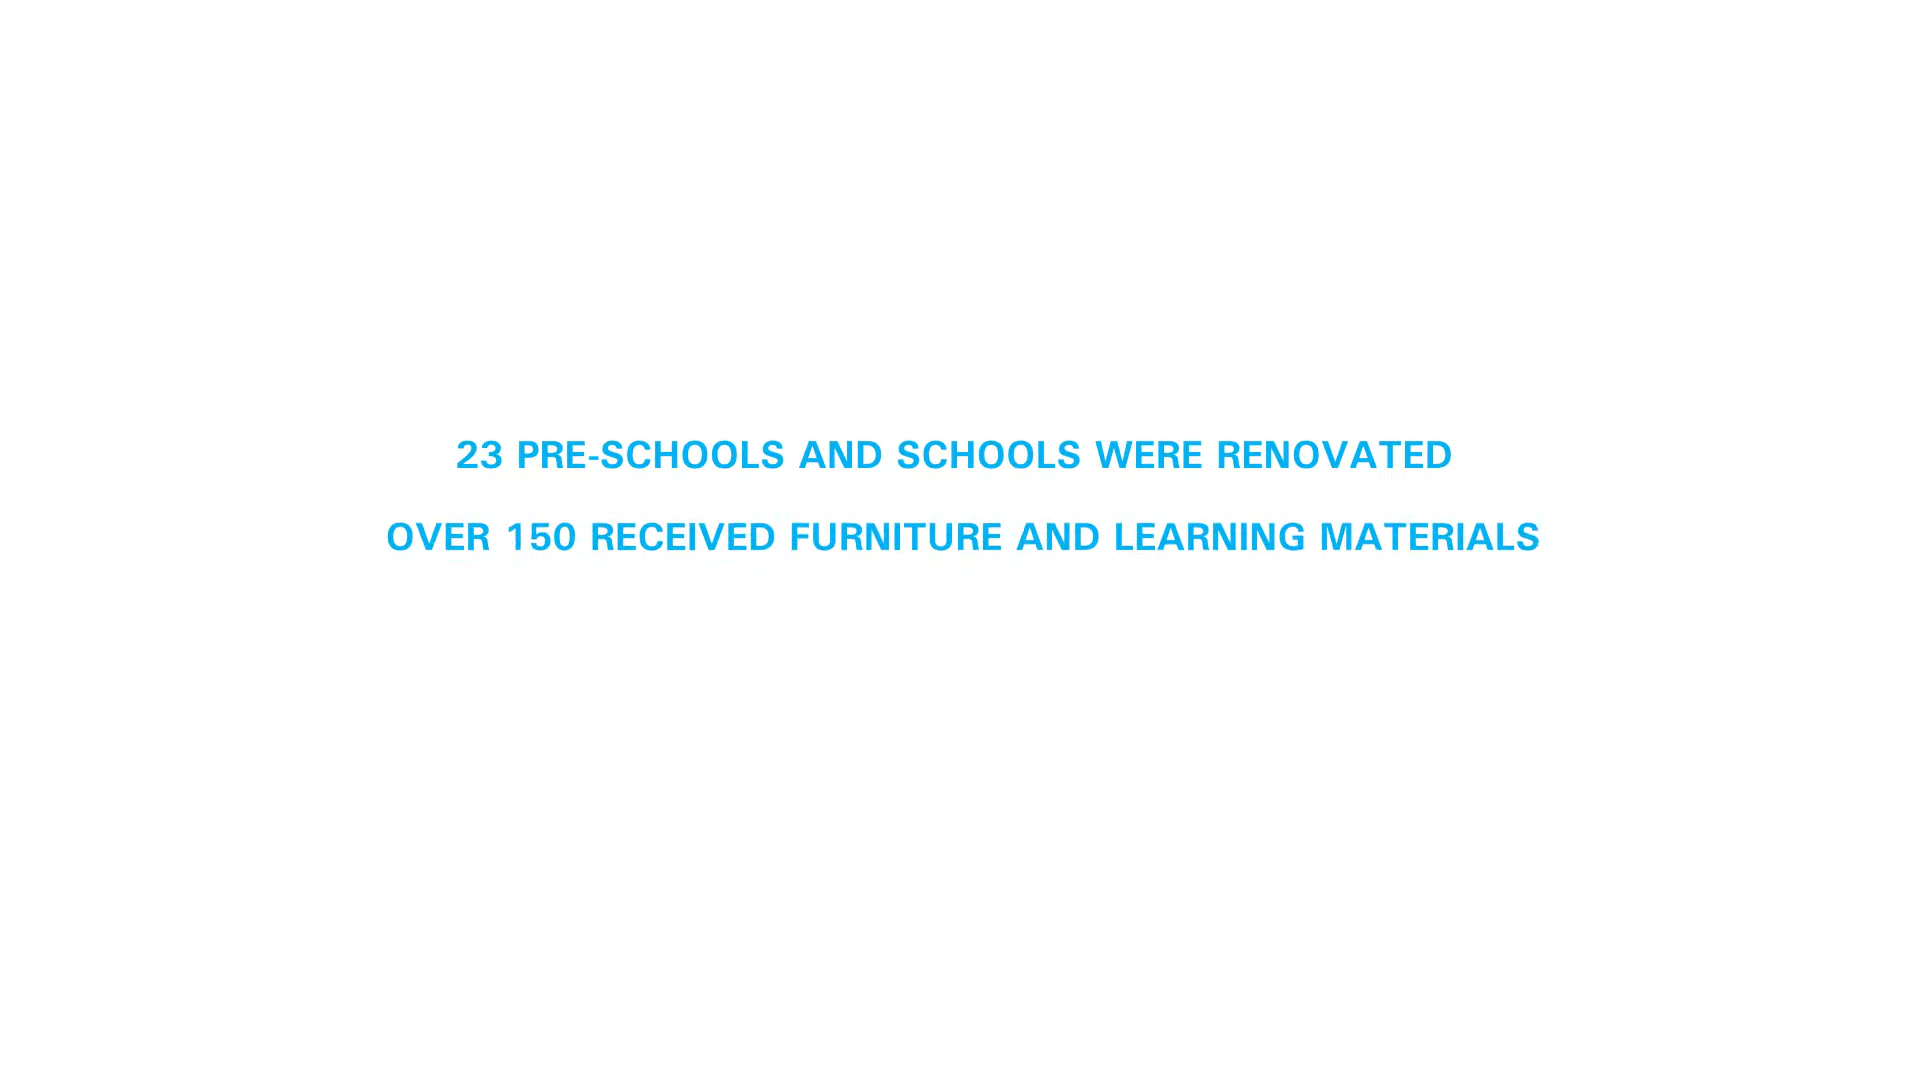 23 PRE-SCHOOLS AND SCHOOLS WERE RENOVATED
OVER 150 RECEIVED FURNITURE AND LEARNING MATERIALS